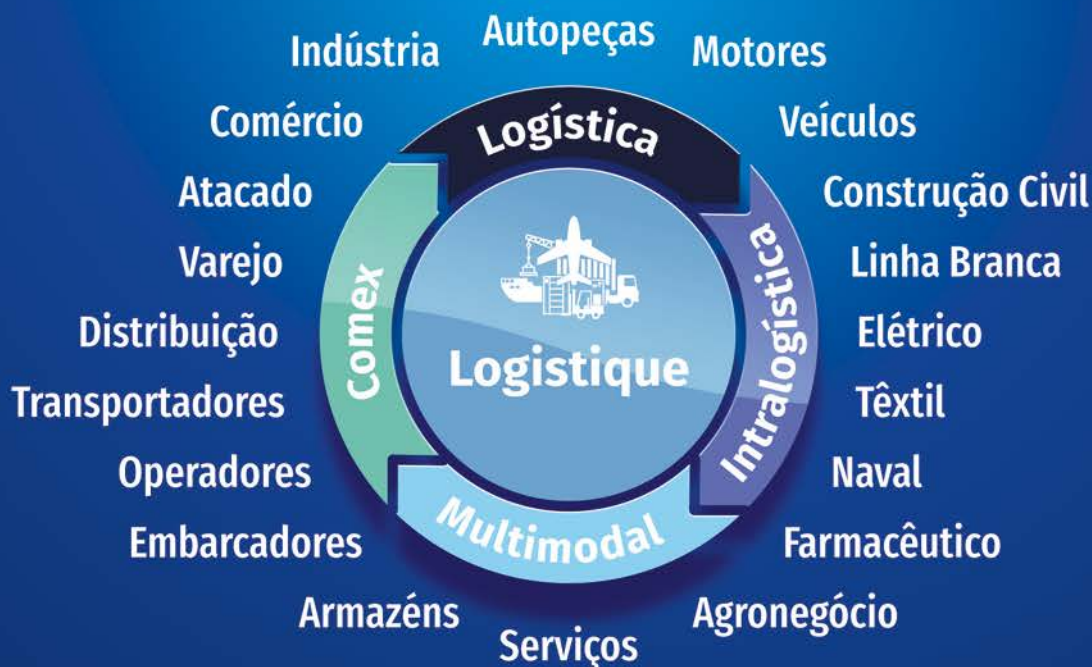 Autopeças
Indústria
Motores
Comércio
Logística
Veículos
Atacado
Construção Civil
Varejo
Linha Branca
Comex
Intralogística
Distribuição
Elétrico
Logistique
Transportadores
Têxtil
Operadores
Naval
Multimodal
Embarcadores
Farmacêutico
Armazéns
Agronegócio
Serviços